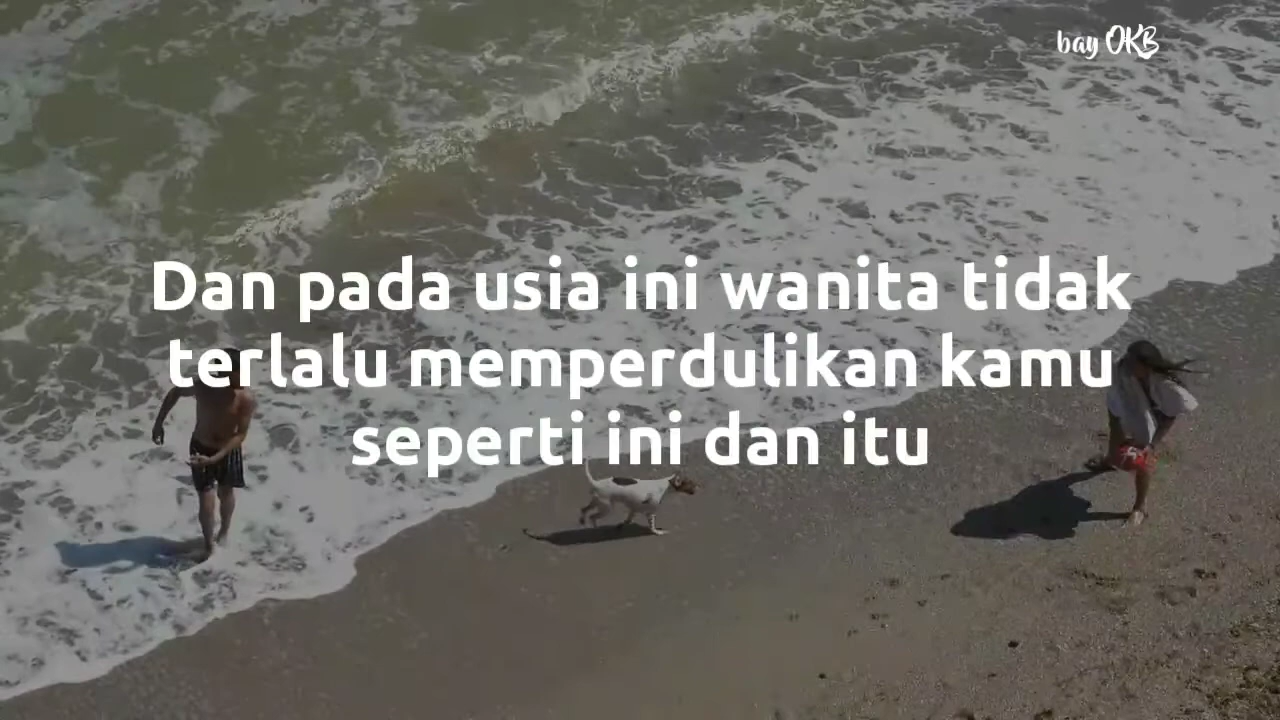 bay OKB
Dan pada usia ini wanita tidak
terlalu memperdulikan kamu
seperti ini dan itu